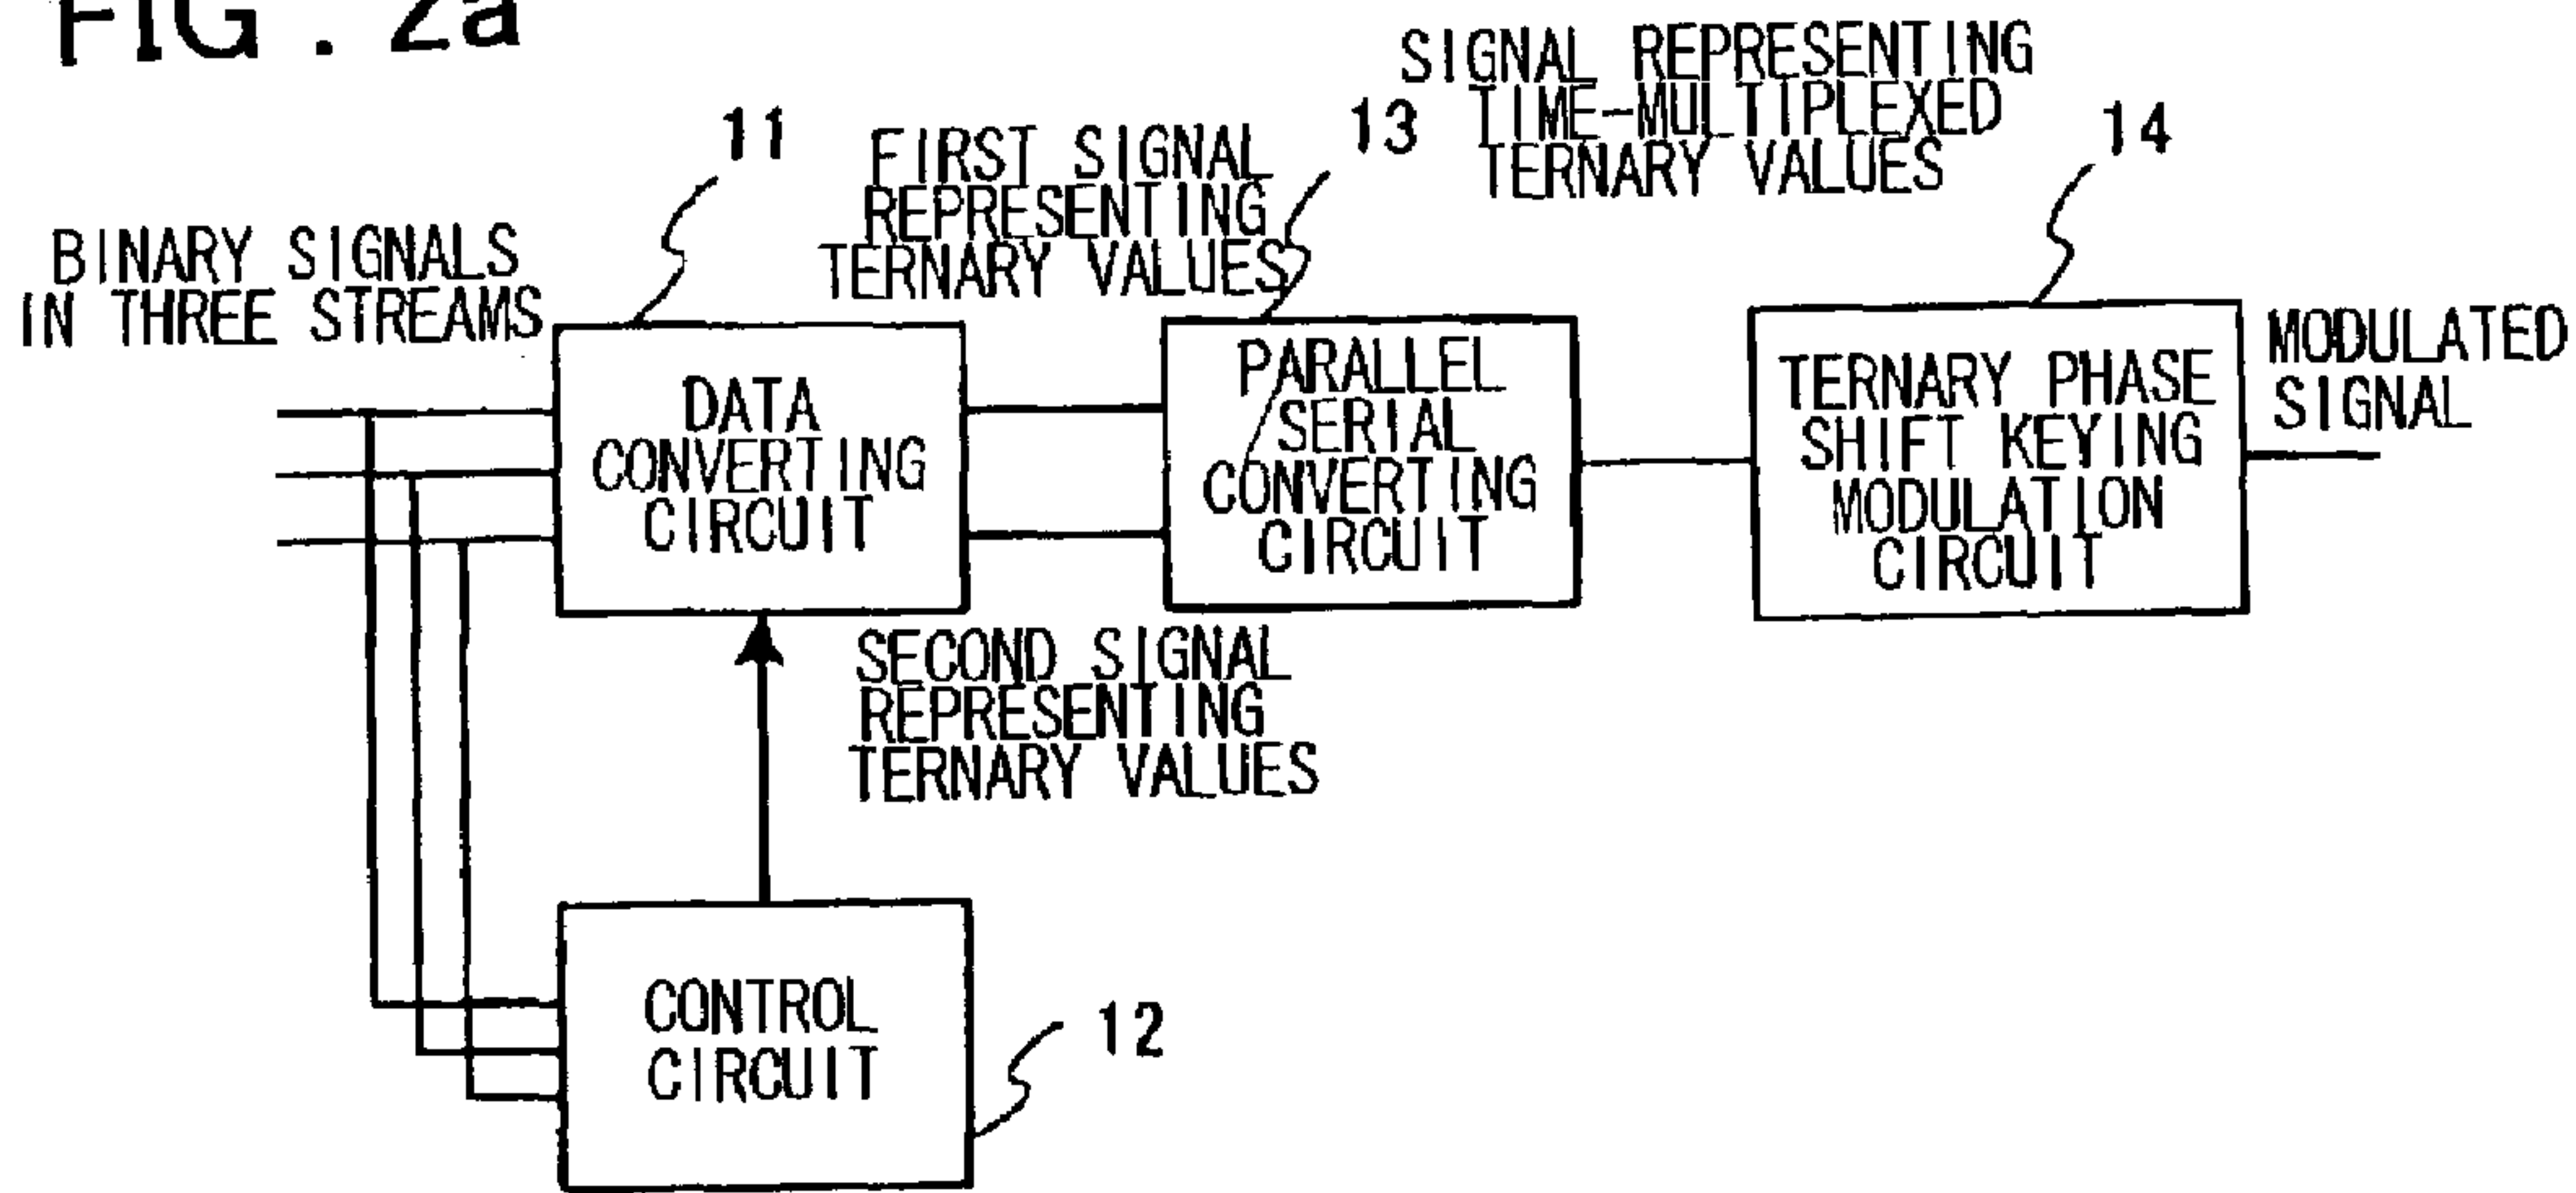 FIG. 2a
BINARY SIGNALS
IN THREE STREAMS
11
FIRST SIGNAL
REPRESENTING
TERNARY VALUES
13
SIGNAL REPRESENTING
TIME-MULTIPLEXED
TERNARY VALUES
14
DATA
CONVERTING
CIRCUIT
PARALLEL
SERIAL
CONVERTING
CIRCUIT
TERNARY PHASE
SHIFT KEYING
MODULATION
CIRCUIT
MODULATED
SIGNAL
SECOND SIGNAL
REPRESENTING
TERNARY VALUES
CONTROL
CIRCUIT
12